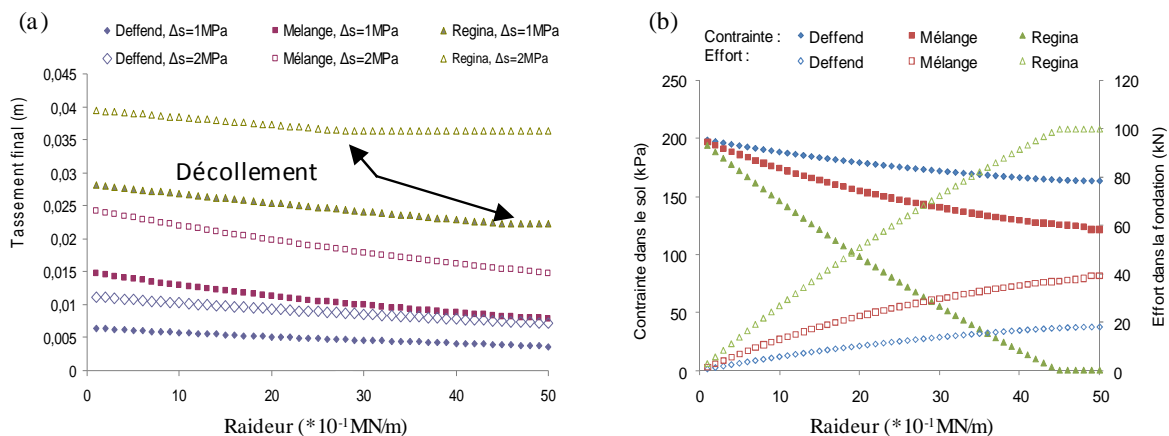 (a)
Deffend, Δs=1MPa Melange, Δs=1MPa Regina, Δs=1MPa
Deffend, Δs=2MPa Mélange, Δs=2MPa Regina, Δs=2MPa
Tassement final (m)
0,045
0,04
0,035
0,03
0,025
0,02
0,015
0,01
0,005
0
Décollement
0 10 20 30 40 50
Raideur (*10⁻¹MN/m)
(b)
Contrainte : Deffend Mélange Regina
Effort : Deffend Mélange Regina
Contrainte dans le sol (kPa)
250
200
150
100
50
0
0 10 20 30 40 50
Raideur (*10⁻¹MN/m)
120
100
80
60
40
20
0
Effort dans la fondation (kN)